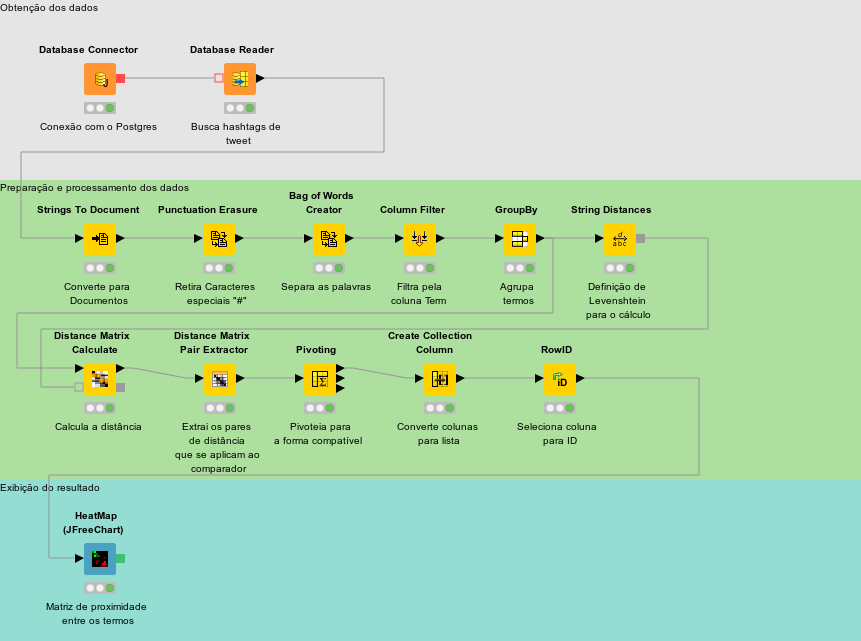 Obtenção dos dados
Database Connector
Database Reader
Conexão com o Postgres
Busca hashtags de
tweet
Preparação e processamento dos dados
Strings To Document
Punctuation Erasure
Bag of Words
Creator
Column Filter
GroupBy
String Distances
abc
Converte para
Documentos
Retira Caracteres
especiais "#"
Separa as palavras
Filtra pela
coluna Term
Agrupa
termos
Definição de
Levenshtein
para o cálculo
Distance Matrix
Calculate
Distance Matrix
Pair Extractor
Pivoting
Create Collection
Column
RowID
iD
Calcula a distância
Extrai os pares
de distância
que se aplicam ao
comparador
Pivoteia para
a forma compatível
Converte colunas
para lista
Seleciona coluna
para ID
Exibição do resultado
HeatMap
(JFreeChart)
Matriz de proximidade
entre os termos